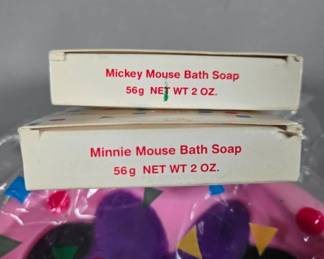 Mickey Mouse Bath Soap
56g NET WT 2 OZ.
Minnie Mouse Bath Soap
56g NET WT 2 OZ.